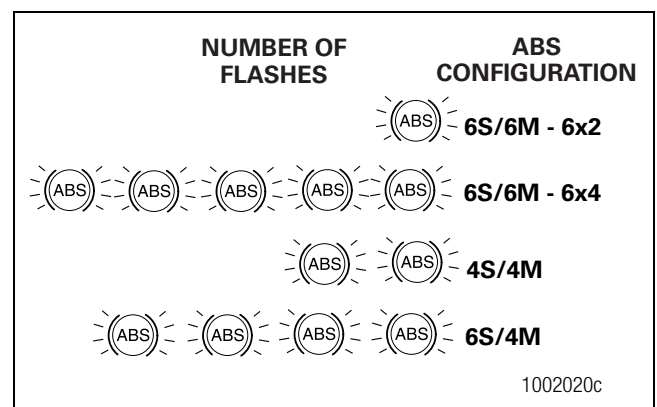 NUMBER OF FLASHES ABS CONFIGURATION
ABS 6S/6M - 6x2
ABS ABS ABS ABS ABS 6S/6M - 6x4
ABS ABS 4S/4M
ABS ABS ABS ABS 6S/4M
1002020c